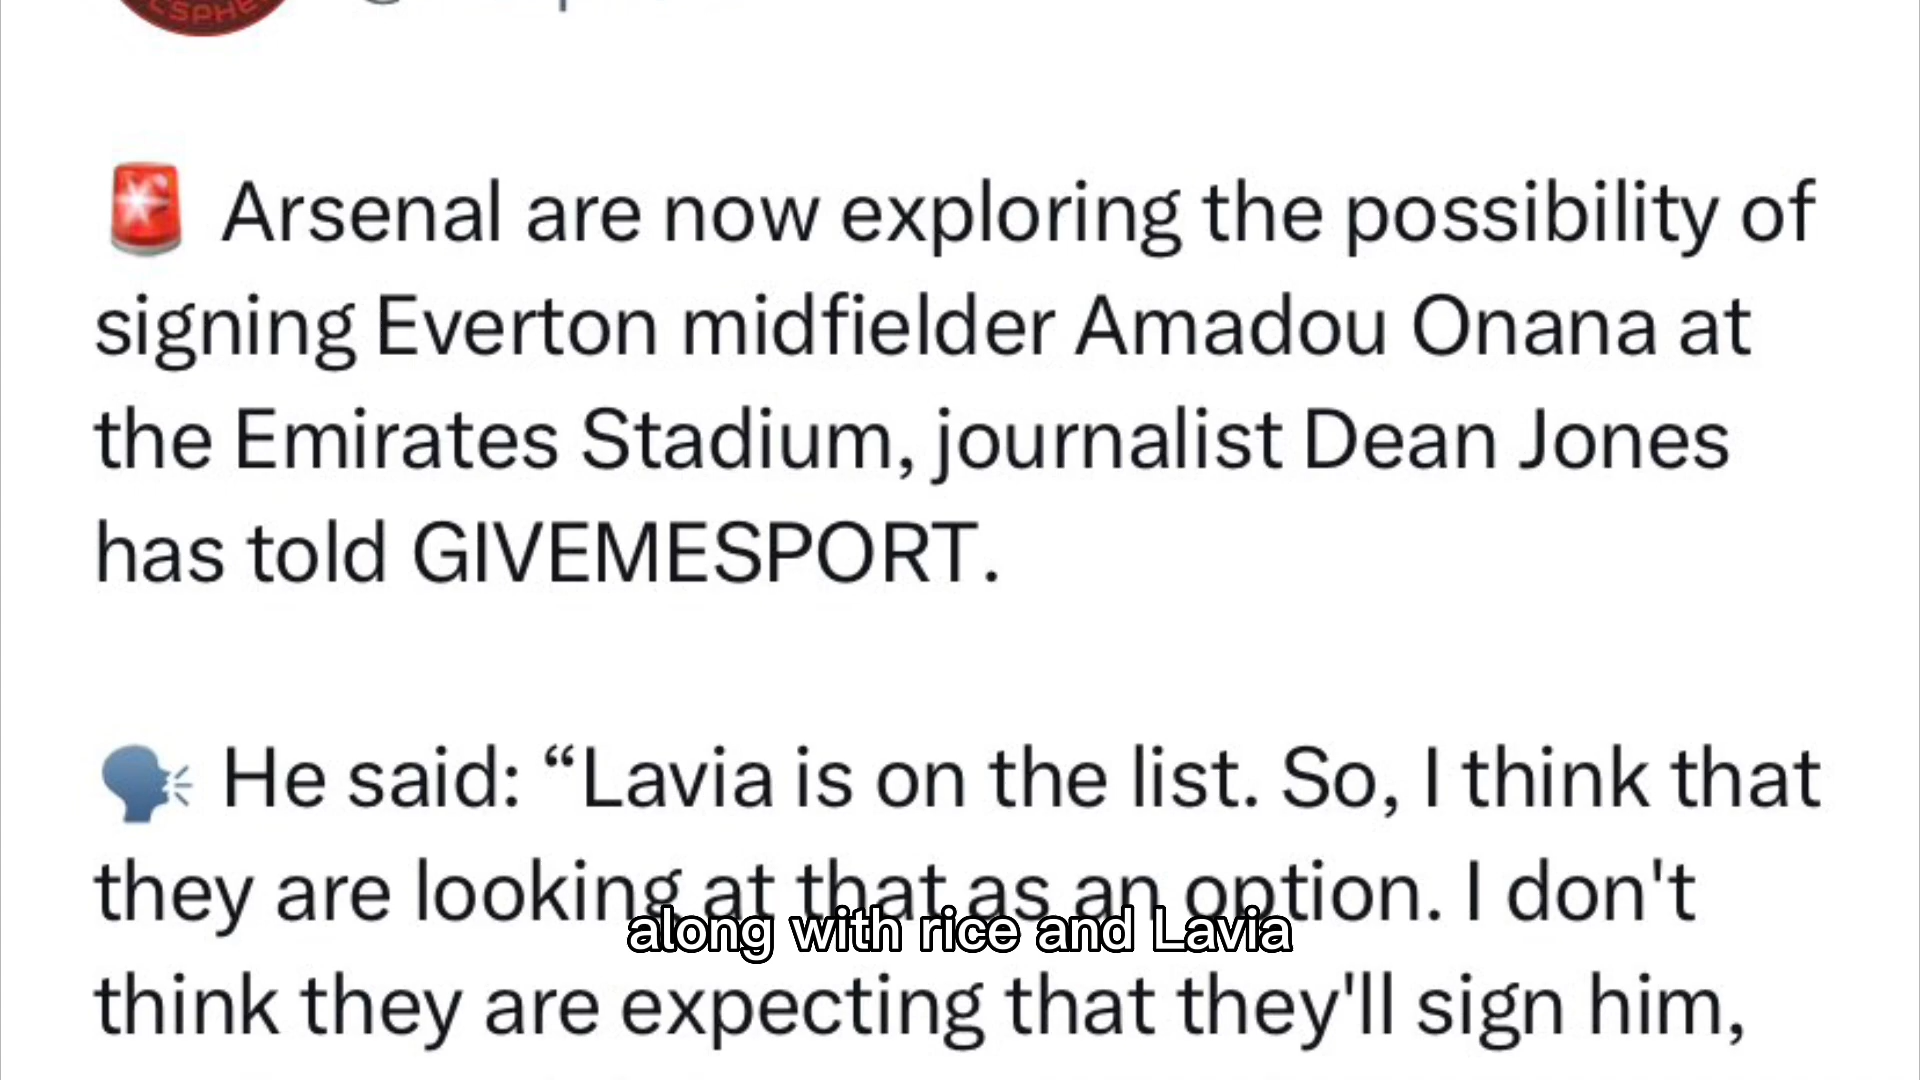 🚨 Arsenal are now exploring the possibility of
signing Everton midfielder Amadou Onana at
the Emirates Stadium, journalist Dean Jones
has told GIVEMESPORT.
🗣️ He said: “Lavia is on the list. So, I think that
they are looking at that as an option. I don't
along with rice and Lavia
think they are expecting that they'll sign him,